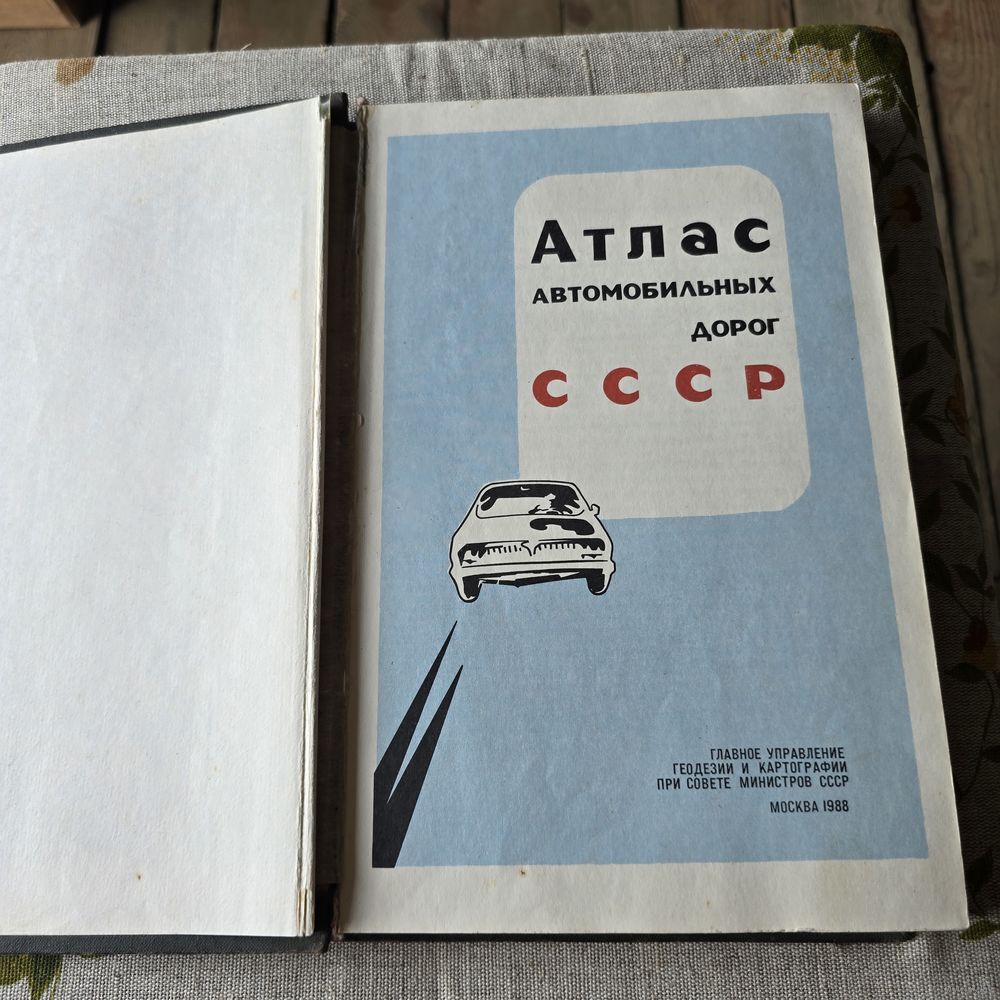 Атлас
АВТОМОБИЛЬНЫХ
ДОРОГ
СССР
ГЛАВНОЕ УПРАВЛЕНИЕ
ГЕОДЕЗИИ И КАРТОГРАФИИ
ПРИ СОВЕТЕ МИНИСТРОВ СССР
МОСКВА 1988